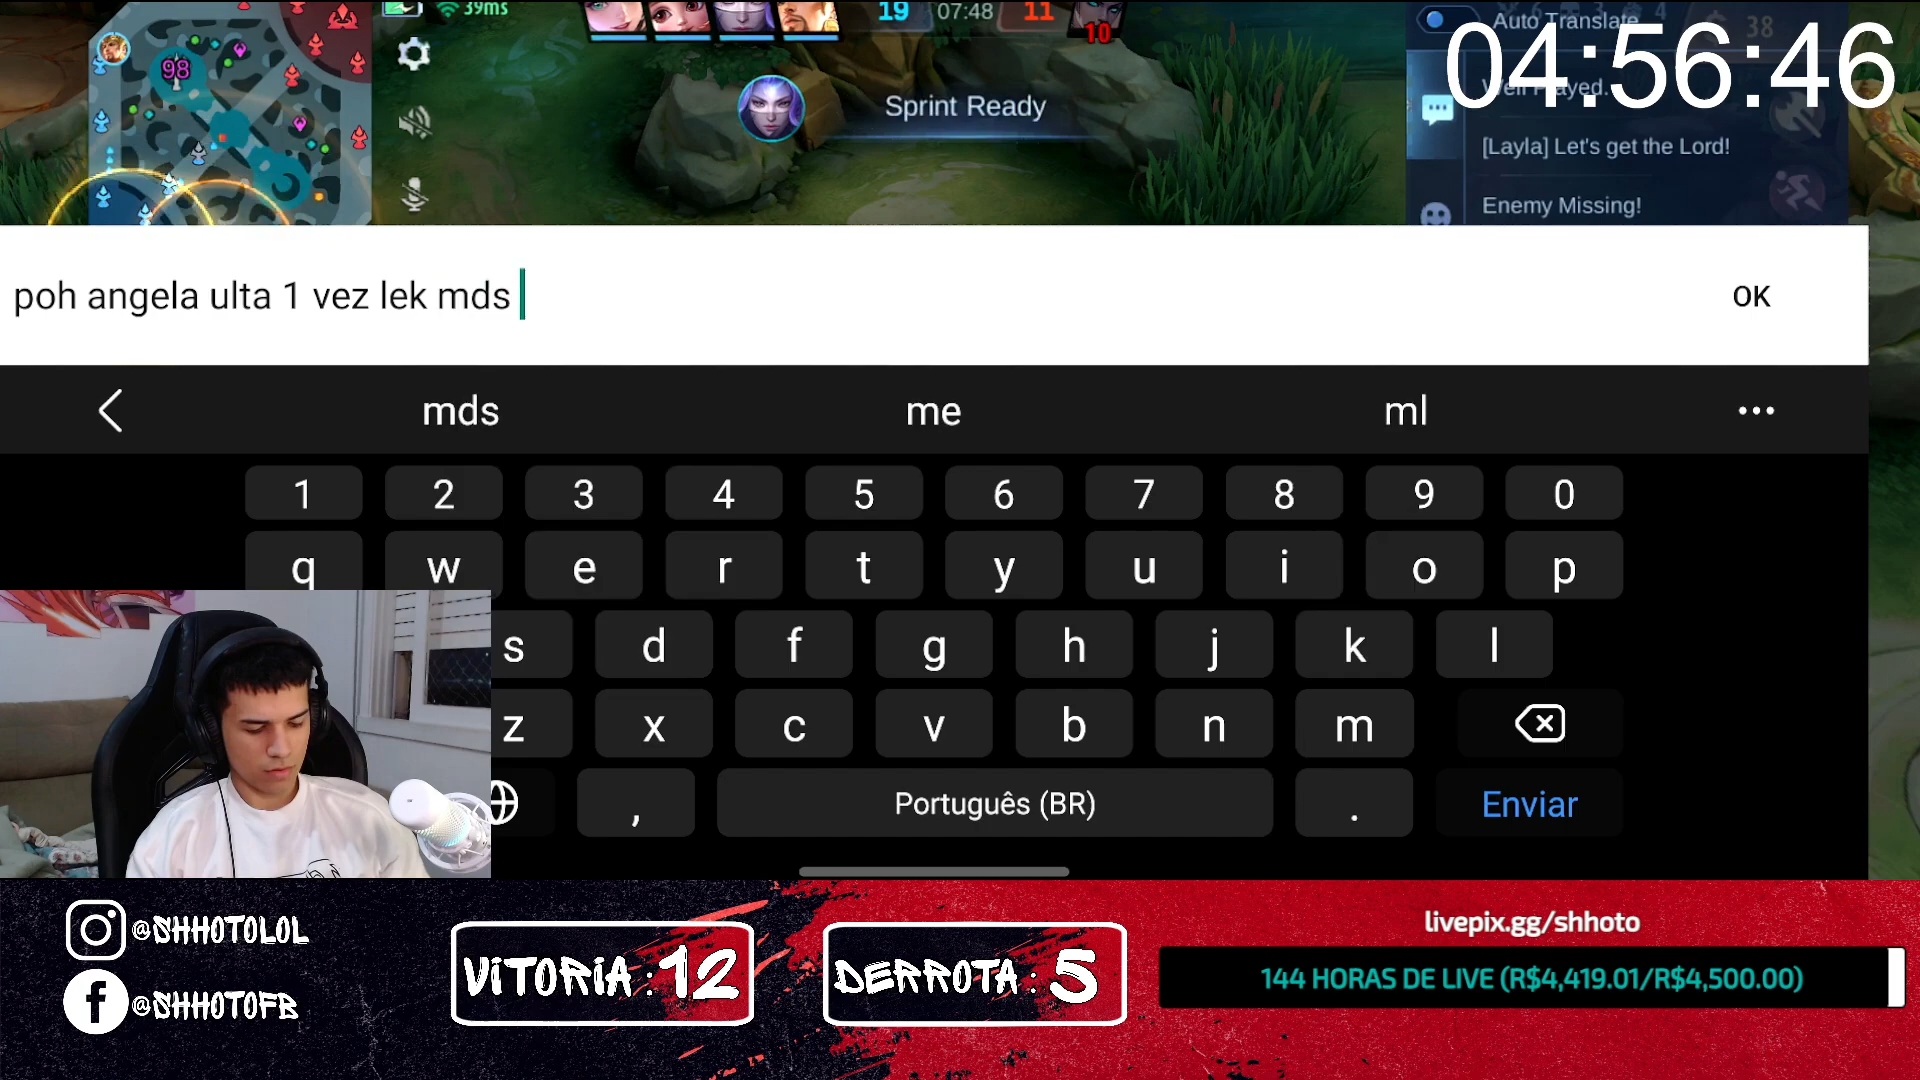 39ms
19 07:48 11
10
98
Sprint Ready
Auto Translate
38
04:56:46
[Layla] Let's get the Lord!
Enemy Missing!
poh angela ulta 1 vez lek mds
OK
mds me ml
1 2 3 4 5 6 7 8 9 0
q w e r t y u i o p
s d f g h j k l
z x c v b n m
, Português (BR) . Enviar
@SHHOTOLOL
@SHHOTOFB
VITORIA : 12
DERROTA : 5
livepix.gg/shhoto
144 HORAS DE LIVE (R$4,419.01/R$4,500.00)